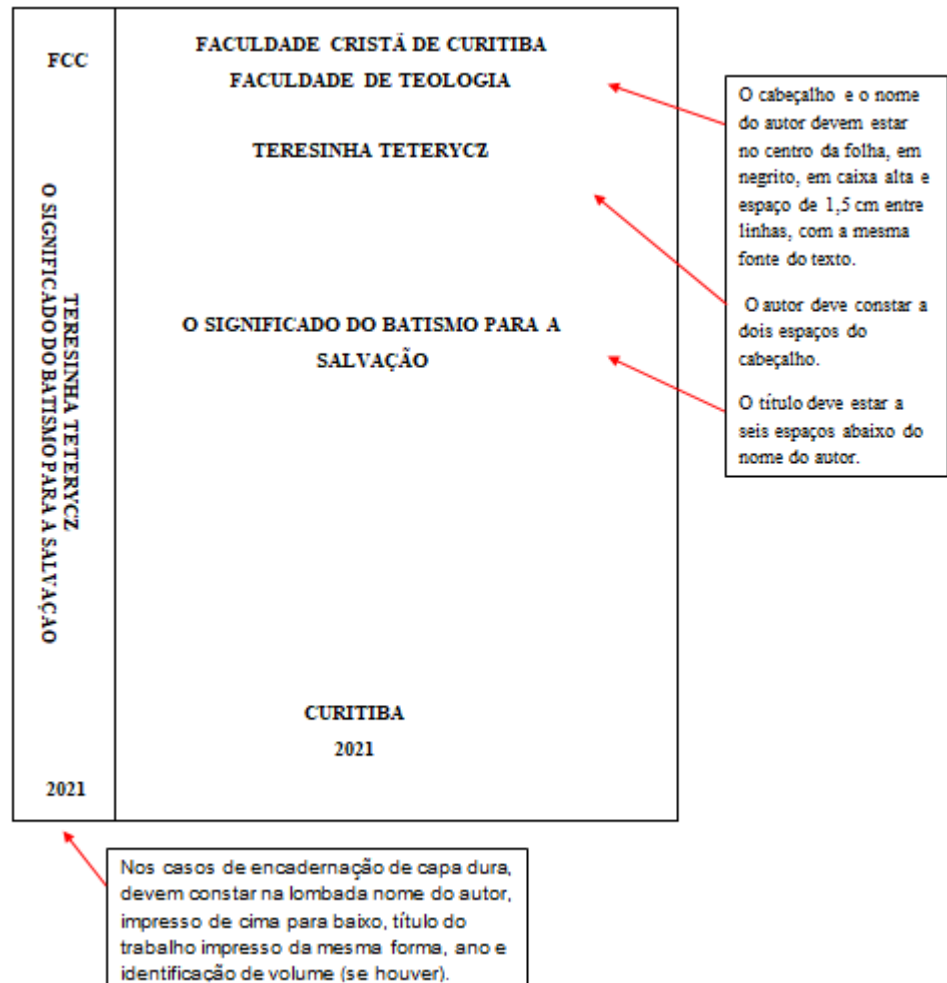 FCC
TERESINHA TETERYCZ
O SIGNIFICADO DO BATISMO PARA A SALVAÇAO
2021
FACULDADE CRISTÃ DE CURITIBA
FACULDADE DE TEOLOGIA
TERESINHA TETERYCZ
O SIGNIFICADO DO BATISMO PARA A
SALVAÇÃO
CURITIBA
2021
O cabeçalho e o nome
do autor devem estar
no centro da folha, em
negrito, em caixa alta e
espaço de 1,5 cm entre
linhas, com a mesma
fonte do texto.
O autor deve constar a
dois espaços do
cabeçalho.
O título deve estar a
seis espaços abaixo do
nome do autor.
Nos casos de encadernação de capa dura,
devem constar na lombada nome do autor,
impresso de cima para baixo, título do
trabalho impresso da mesma forma, ano e
identificação de volume (se houver).